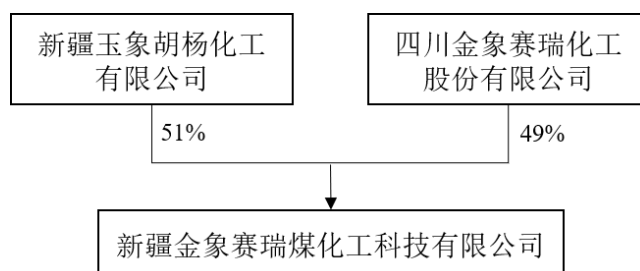 新疆玉象胡杨化工
有限公司
四川金象赛瑞化工
股份有限公司
51%
49%
新疆金象赛瑞煤化工科技有限公司